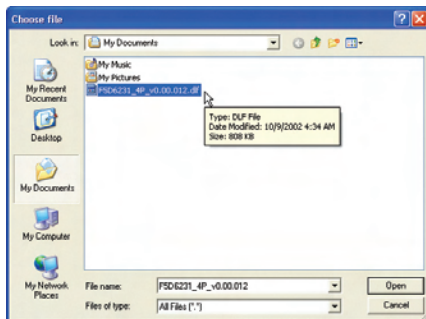 Choose file
Look in: My Documents
My Music
My Pictures
F5D6231_4P_v0.00.012.dlf
Type: DLF File
Date Modified: 10/9/2002 4:34 AM
Size: 808 KB
My Recent
Documents
Desktop
My Documents
My Computer
My Network
Places
File name: F5D6231_4P_v0.00.012 Open
Files of type: All Files (*.*) Cancel